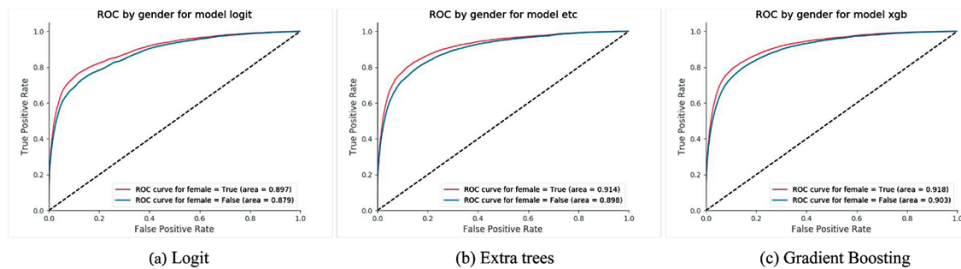 ROC by gender for model logit
1.0
0.8
0.6
0.4
0.2
0.0
True Positive Rate
ROC curve for female = True (area = 0.897)
ROC curve for female = False (area = 0.879)
0.0 0.2 0.4 0.6 0.8 1.0
False Positive Rate
(a) Logit
ROC by gender for model etc
1.0
0.8
0.6
0.4
0.2
0.0
True Positive Rate
ROC curve for female = True (area = 0.914)
ROC curve for female = False (area = 0.898)
0.0 0.2 0.4 0.6 0.8 1.0
False Positive Rate
(b) Extra trees
ROC by gender for model xgb
1.0
0.8
0.6
0.4
0.2
0.0
True Positive Rate
ROC curve for female = True (area = 0.918)
ROC curve for female = False (area = 0.903)
0.0 0.2 0.4 0.6 0.8 1.0
False Positive Rate
(c) Gradient Boosting